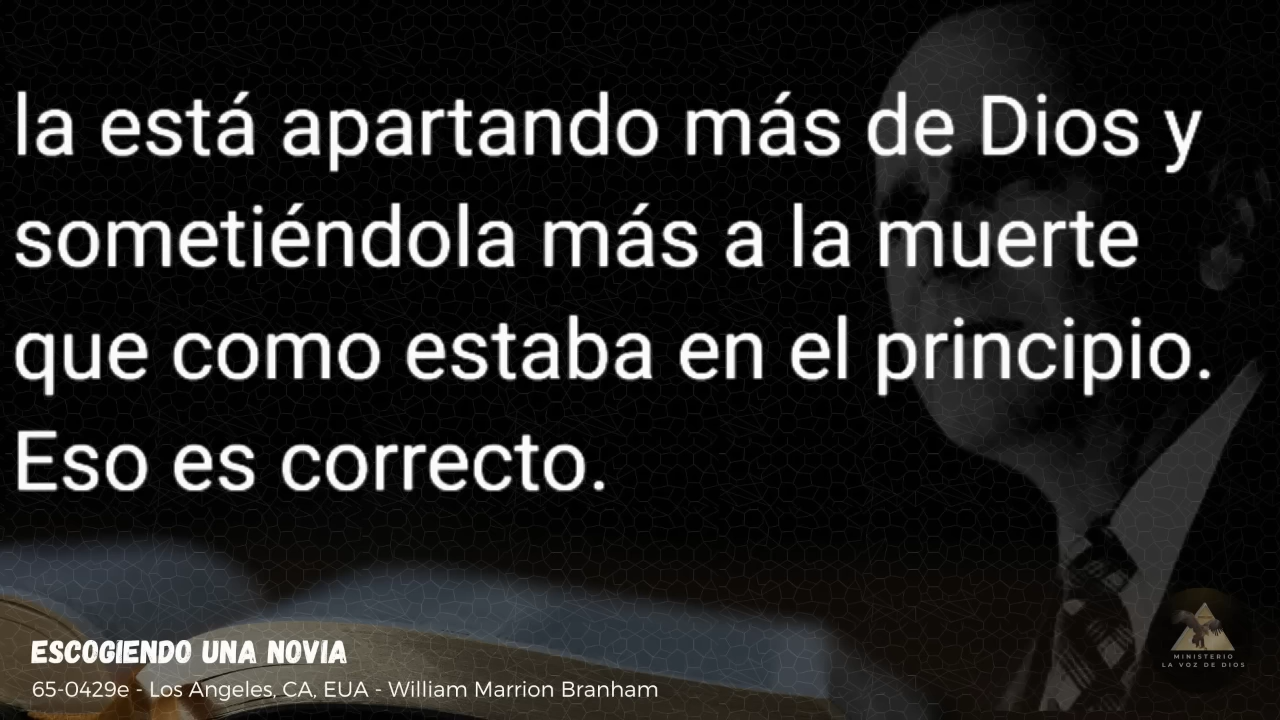 la está apartando más de Dios y
sometiéndola más a la muerte
que como estaba en el principio.
Eso es correcto.
ESCOGIENDO UNA NOVIA
65-0429e - Los Angeles, CA, EUA - William Marrion Branham
MINISTERIO
LA VOZ DE DIOS